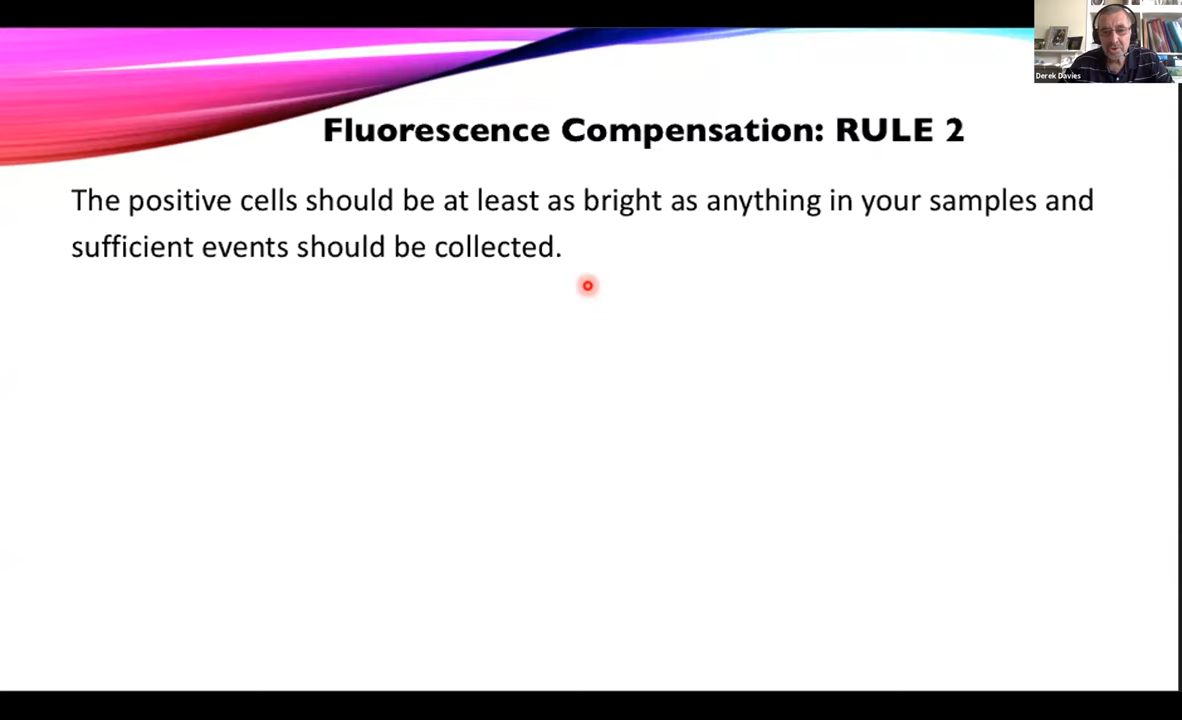 Derek Davies
Fluorescence Compensation: RULE 2
The positive cells should be at least as bright as anything in your samples and
sufficient events should be collected.